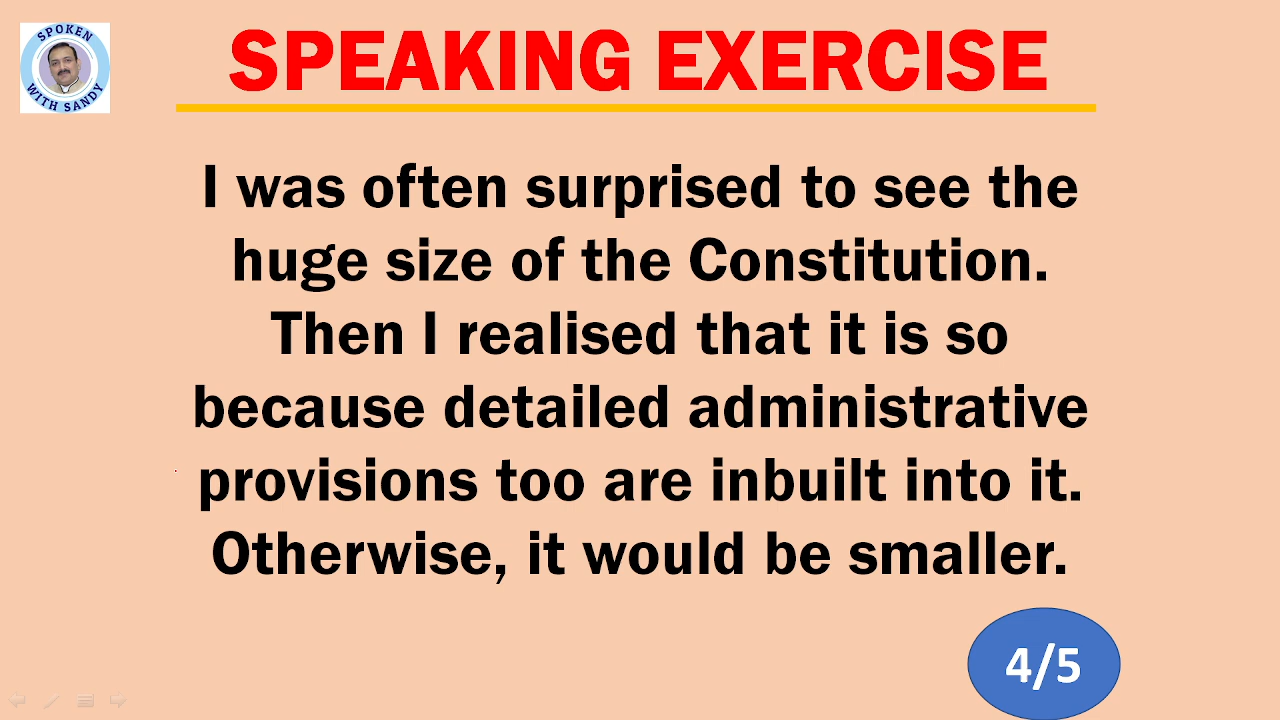 SPOKEN
WITH SANDY
SPEAKING EXERCISE
I was often surprised to see the
huge size of the Constitution.
Then I realised that it is so
because detailed administrative
provisions too are inbuilt into it.
Otherwise, it would be smaller.
4/5